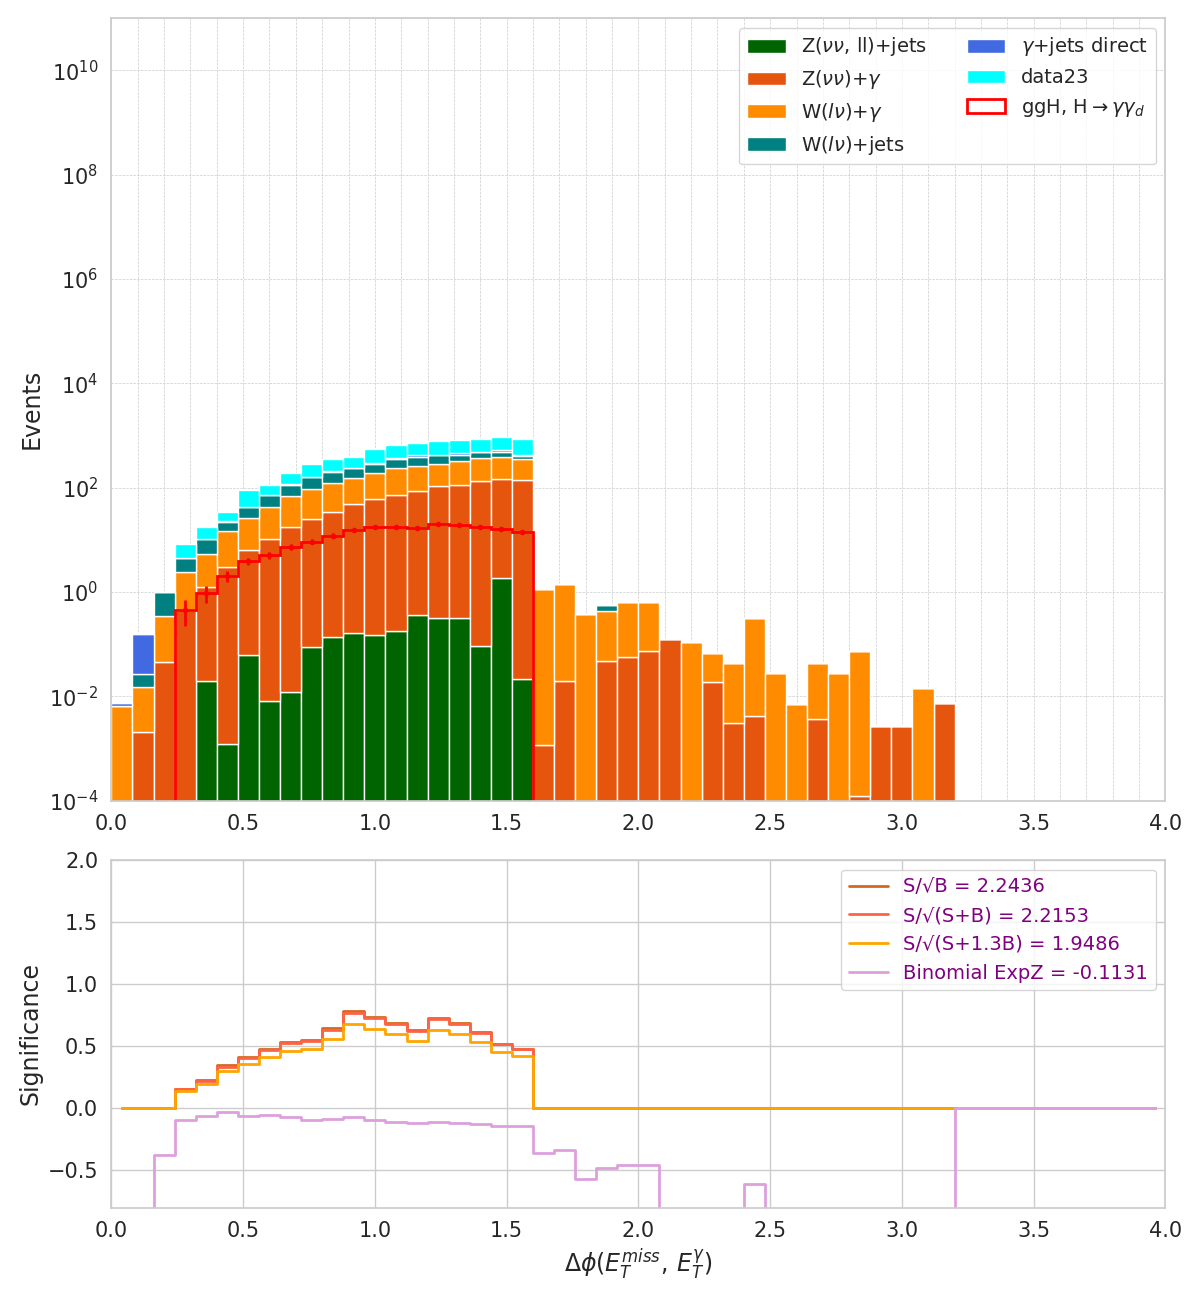 Z(νν, ll)+jets
Z(νν)+γ
W(lν)+γ
W(lν)+jets
γ+jets direct
data23
ggH, H→γγ_d
Events
10^10
10^8
10^6
10^4
10^2
10^0
10^−2
10^−4
0.0 0.5 1.0 1.5 2.0 2.5 3.0 3.5 4.0
S/√B = 2.2436
S/√(S+B) = 2.2153
S/√(S+1.3B) = 1.9486
Binomial ExpZ = -0.1131
Significance
2.0
1.5
1.0
0.5
0.0
−0.5
0.0 0.5 1.0 1.5 2.0 2.5 3.0 3.5 4.0
Δϕ(E_T^miss, E_T^γ)